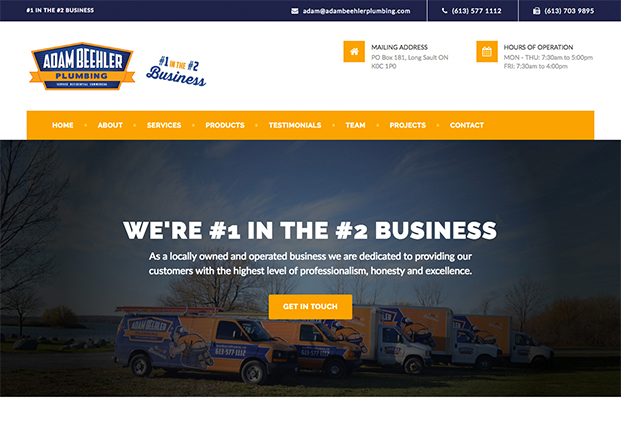 #1 IN THE #2 BUSINESS
adam@adambeehlerplumbing.com
(613) 577 1112
(613) 703 9895
ADAM BEEHLER
PLUMBING
SERVICE RESIDENTIAL COMMERCIAL
#1 IN THE #2
Business
MAILING ADDRESS
PO Box 181, Long Sault ON
K0C 1P0
HOURS OF OPERATION
MON - THU: 7:30am to 5:00pm
FRI: 7:30am to 4:00pm
HOME
ABOUT
SERVICES
PRODUCTS
TESTIMONIALS
TEAM
PROJECTS
CONTACT
WE'RE #1 IN THE #2 BUSINESS
As a locally owned and operated business we are dedicated to providing our
customers with the highest level of professionalism, honesty and excellence.
GET IN TOUCH
ADAM BEEHLER
613-577-1112